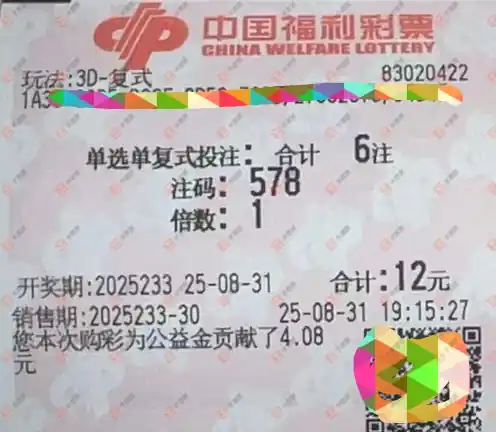 中国福利彩票
CHINA WELFARE LOTTERY
玩法:3D-复式 83020422
单选单复式投注: 合计 6注
注码: 578
倍数: 1
开奖期:2025233 25-08-31 合计:12元
销售期:2025233-30 25-08-31 19:15:27
您本次购彩为公益金贡献了4.08
元